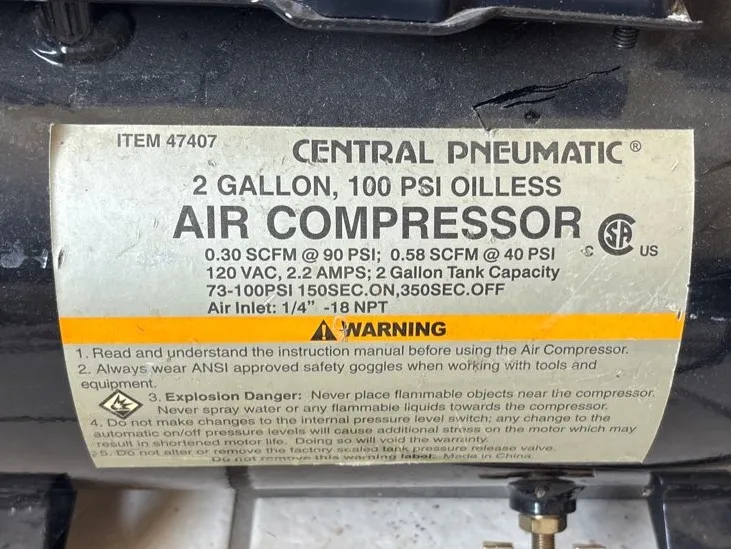 ITEM 47407
CENTRAL PNEUMATIC®
2 GALLON, 100 PSI OILLESS
AIR COMPRESSOR
C SA US
0.30 SCFM @ 90 PSI; 0.58 SCFM @ 40 PSI
120 VAC, 2.2 AMPS; 2 Gallon Tank Capacity
73-100PSI 150SEC.ON,350SEC.OFF
Air Inlet: 1/4" -18 NPT
WARNING
1. Read and understand the instruction manual before using the Air Compressor.
2. Always wear ANSI approved safety goggles when working with tools and
equipment.
3. Explosion Danger: Never place flammable objects near the compressor.
Never spray water or any flammable liquids towards the compressor.
4. Do not make changes to the internal pressure level switch; any change to the
automatic on/off pressure levels will cause additional stress on the motor which may
result in shortened motor life. Doing so will void the warranty.
5. Do not alter or remove the factory sealed tank pressure release valve.
Do not remove this warning label. Made in China.